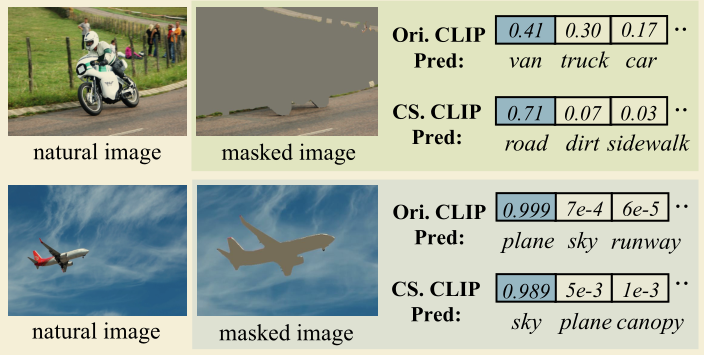 Ori. CLIP Pred:
0.41 0.30 0.17 ··
van truck car
CS. CLIP Pred:
0.71 0.07 0.03 ··
road dirt sidewalk
natural image
masked image
Ori. CLIP Pred:
0.999 7e-4 6e-5 ··
plane sky runway
CS. CLIP Pred:
0.989 5e-3 1e-3 ··
sky plane canopy
natural image
masked image